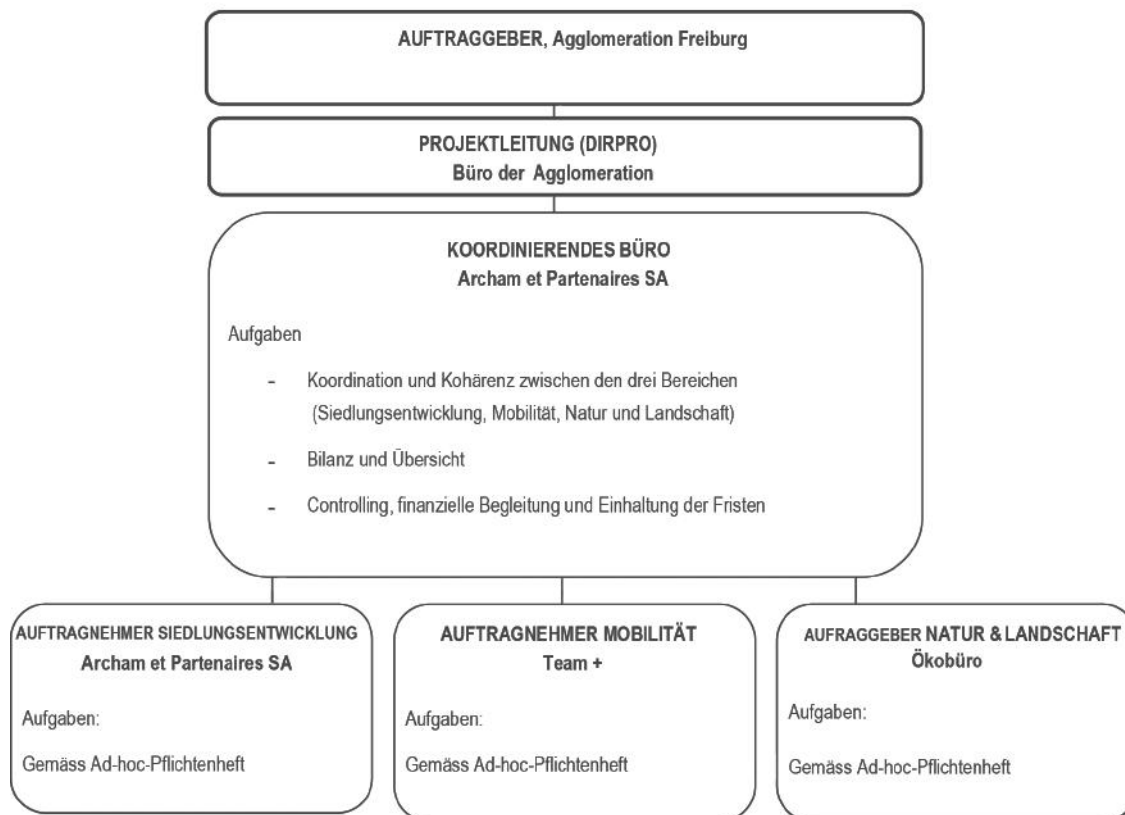 AUFTRAGGEBER, Agglomeration Freiburg
PROJEKTLEITUNG (DIRPRO)
Büro der Agglomeration
KOORDINIERENDES BÜRO
Archam et Partenaires SA
Aufgaben
- Koordination und Kohärenz zwischen den drei Bereichen
(Siedlungsentwicklung, Mobilität, Natur und Landschaft)
- Bilanz und Übersicht
- Controlling, finanzielle Begleitung und Einhaltung der Fristen
AUFTRAGNEHMER SIEDLUNGSENTWICKLUNG
Archam et Partenaires SA
Aufgaben:
Gemäss Ad-hoc-Pflichtenheft
AUFTRAGNEHMER MOBILITÄT
Team +
Aufgaben:
Gemäss Ad-hoc-Pflichtenheft
AUFRAGGEBER NATUR & LANDSCHAFT
Ökobüro
Aufgaben:
Gemäss Ad-hoc-Pflichtenheft